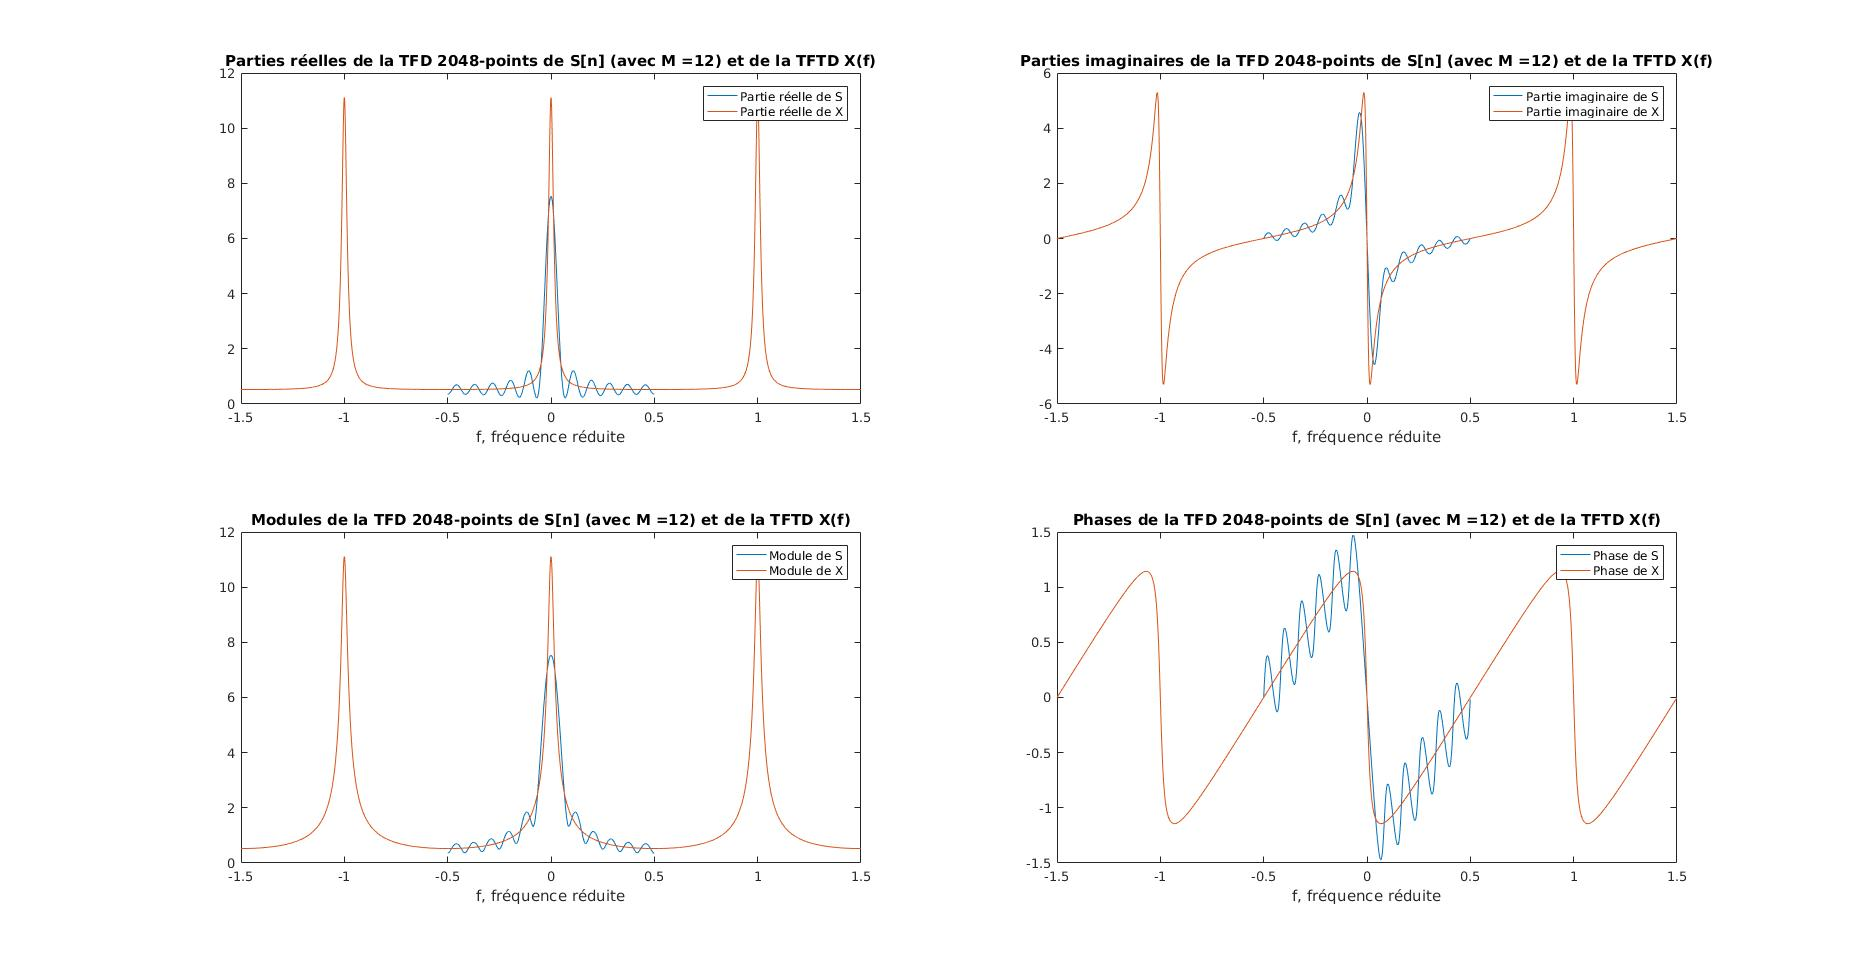 Parties réelles de la TFD 2048-points de S[n] (avec M =12) et de la TFTD X(f)
12
10
8
6
4
2
0
-1.5 -1 -0.5 0 0.5 1 1.5
f, fréquence réduite
Partie réelle de S
Partie réelle de X
Parties imaginaires de la TFD 2048-points de S[n] (avec M =12) et de la TFTD X(f)
6
4
2
0
-2
-4
-6
-1.5 -1 -0.5 0 0.5 1 1.5
f, fréquence réduite
Partie imaginaire de S
Partie imaginaire de X
Modules de la TFD 2048-points de S[n] (avec M =12) et de la TFTD X(f)
12
10
8
6
4
2
0
-1.5 -1 -0.5 0 0.5 1 1.5
f, fréquence réduite
Module de S
Module de X
Phases de la TFD 2048-points de S[n] (avec M =12) et de la TFTD X(f)
1.5
1
0.5
0
-0.5
-1
-1.5
-1.5 -1 -0.5 0 0.5 1 1.5
f, fréquence réduite
Phase de S
Phase de X